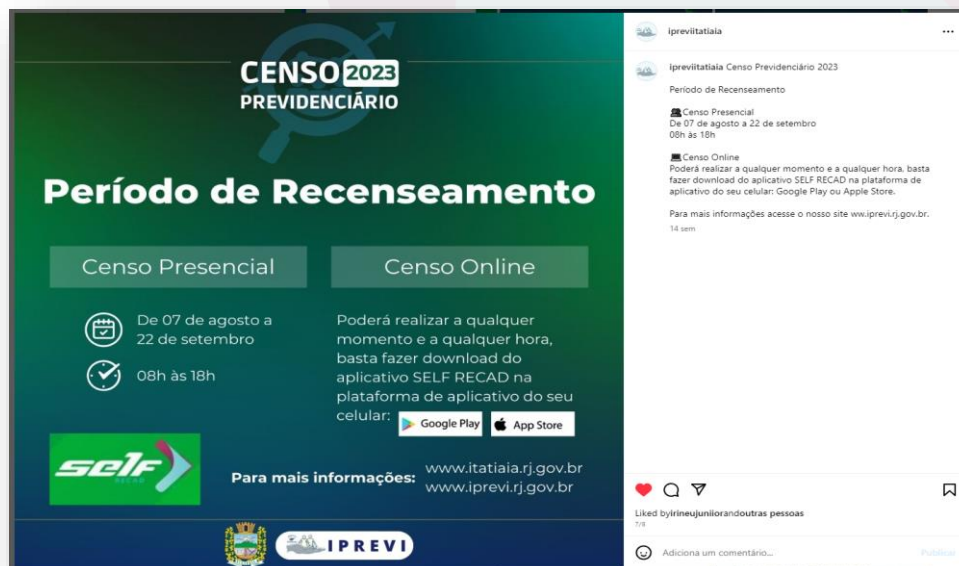 CENSO 2023
PREVIDENCIÁRIO
Período de Recenseamento
Censo Presencial
De 07 de agosto a
22 de setembro
08h às 18h
Censo Online
Poderá realizar a qualquer
momento e a qualquer hora,
basta fazer download do
aplicativo SELF RECAD na
plataforma de aplicativo do seu
celular:
Google Play
App Store
self
RECAD
Para mais informações:
www.itatiaia.rj.gov.br
www.iprevi.rj.gov.br
IPREVI
ipreviitatiaia
ipreviitatiaia Censo Previdenciário 2023
Período de Recenseamento
Censo Presencial
De 07 de agosto a 22 de setembro
08h às 18h
Censo Online
Poderá realizar a qualquer momento e a qualquer hora, basta
fazer download do aplicativo SELF RECAD na plataforma de
aplicativo do seu celular: Google Play ou Apple Store.
Para mais informações acesse o nosso site ww.iprevi.rj.gov.br.
14 sem
Liked byirineujuniiorandoutras pessoas
7/8
Adiciona um comentário...
Publicar